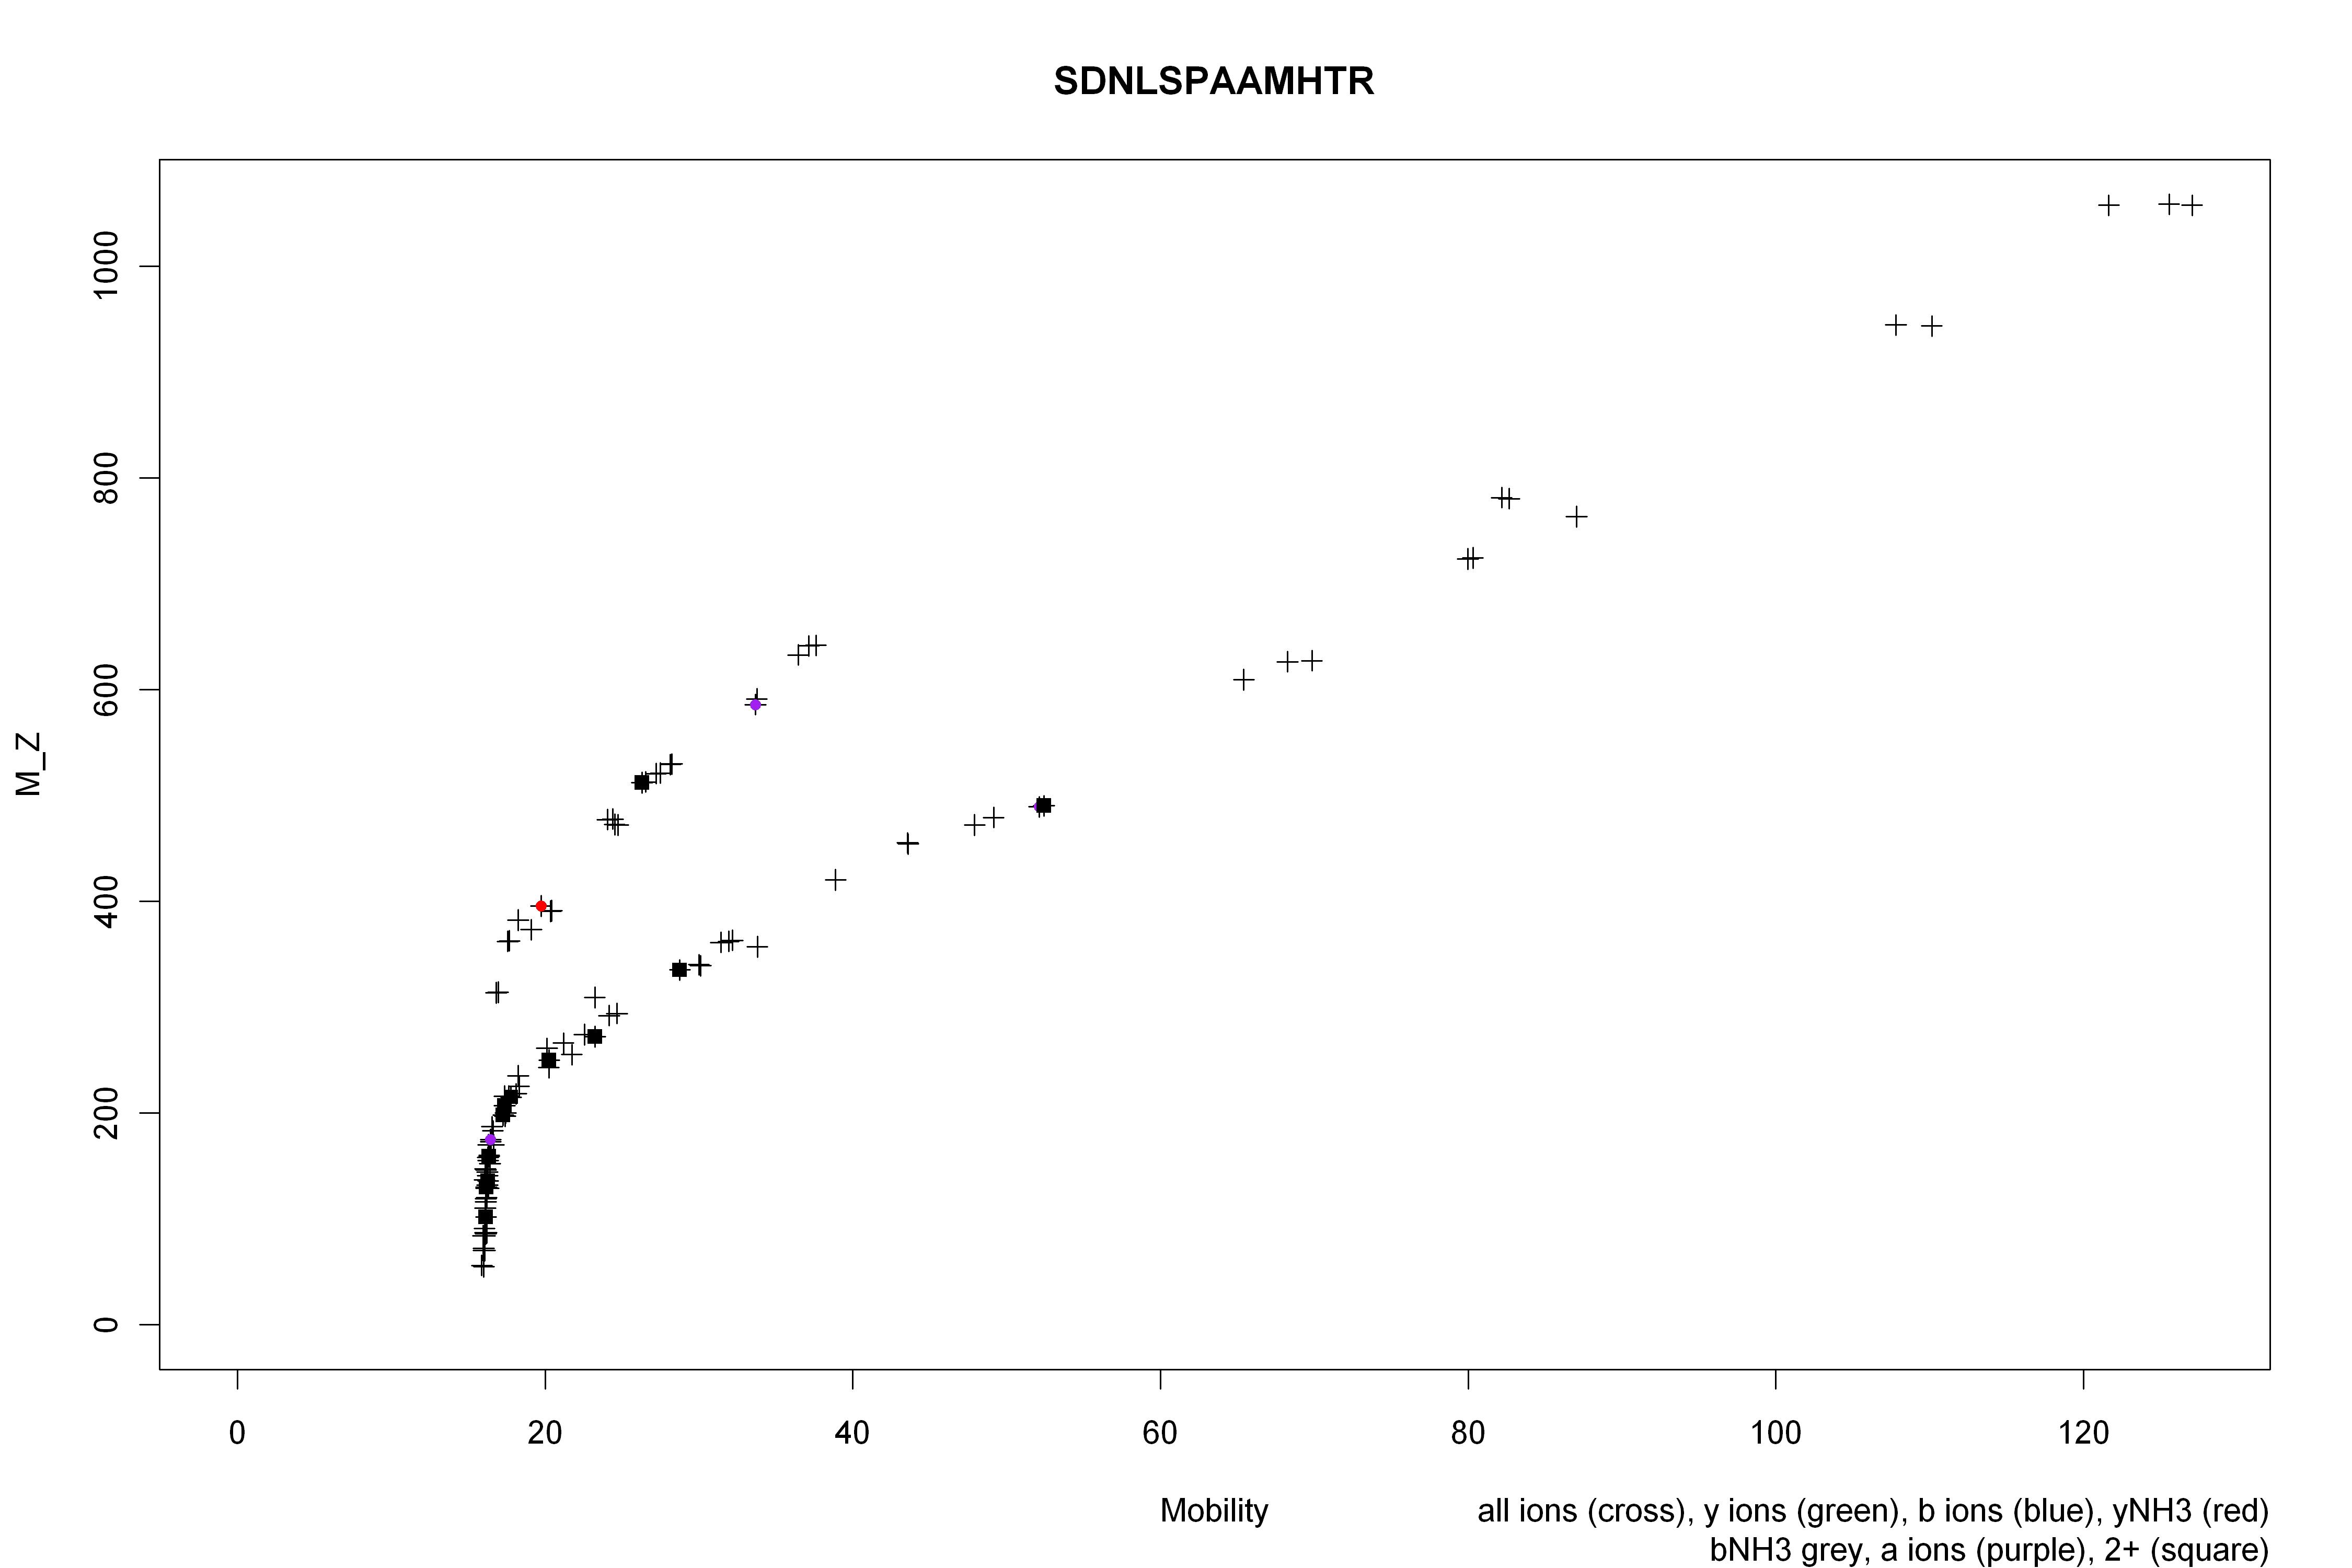 SDNLSPAAMHTR
1000
800
600
400
200
0
M_Z
0 20 40 60 80 100 120
Mobility
all ions (cross), y ions (green), b ions (blue), yNH3 (red)
bNH3 grey, a ions (purple), 2+ (square)